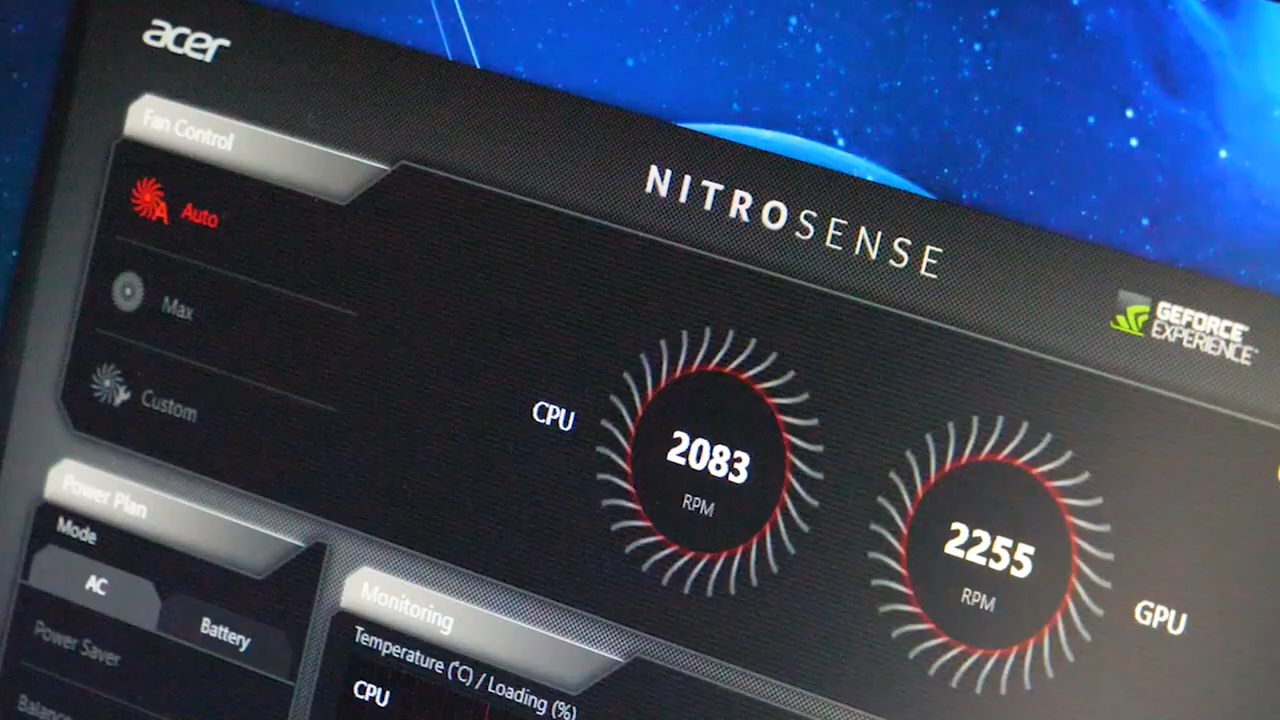 acer
Fan Control
NITROSENSE
Auto
GEFORCE
EXPERIENCE™
Max
CPU
2083
RPM
Custom
2255
RPM
GPU
Power Plan
Mode
AC
Battery
Power Saver
Monitoring
Temperature (°C) / Loading (%)
CPU